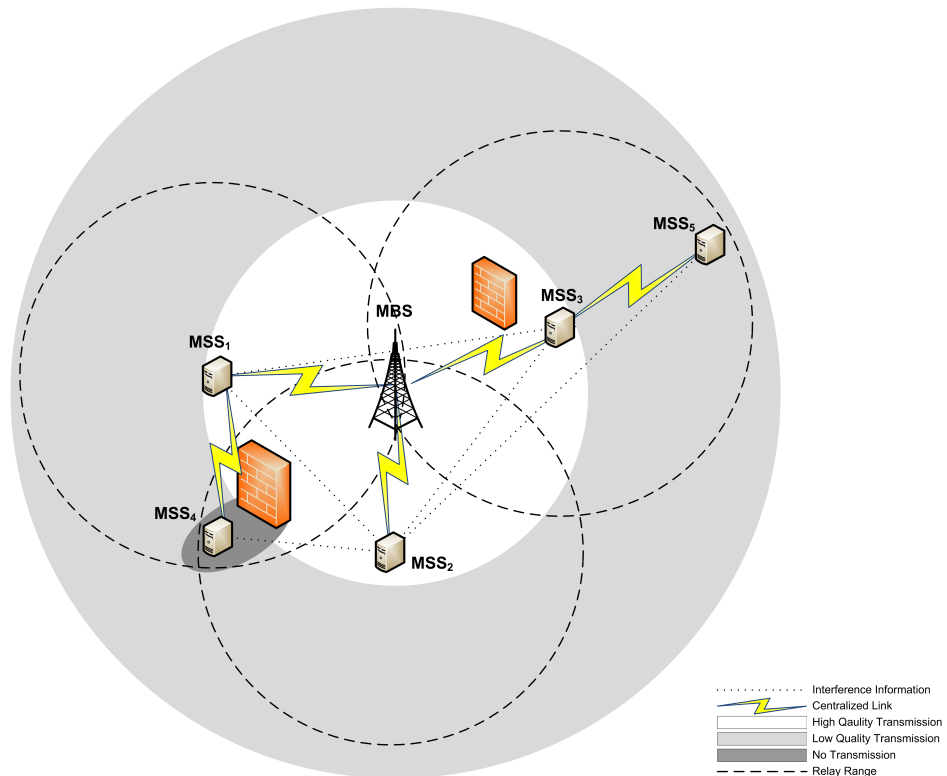 MSS5
MBS
MSS3
MSS1
MSS4
MSS2
Interference Information
Centralized Link
High Qaulity Transmission
Low Quality Transmission
No Transmission
Relay Range